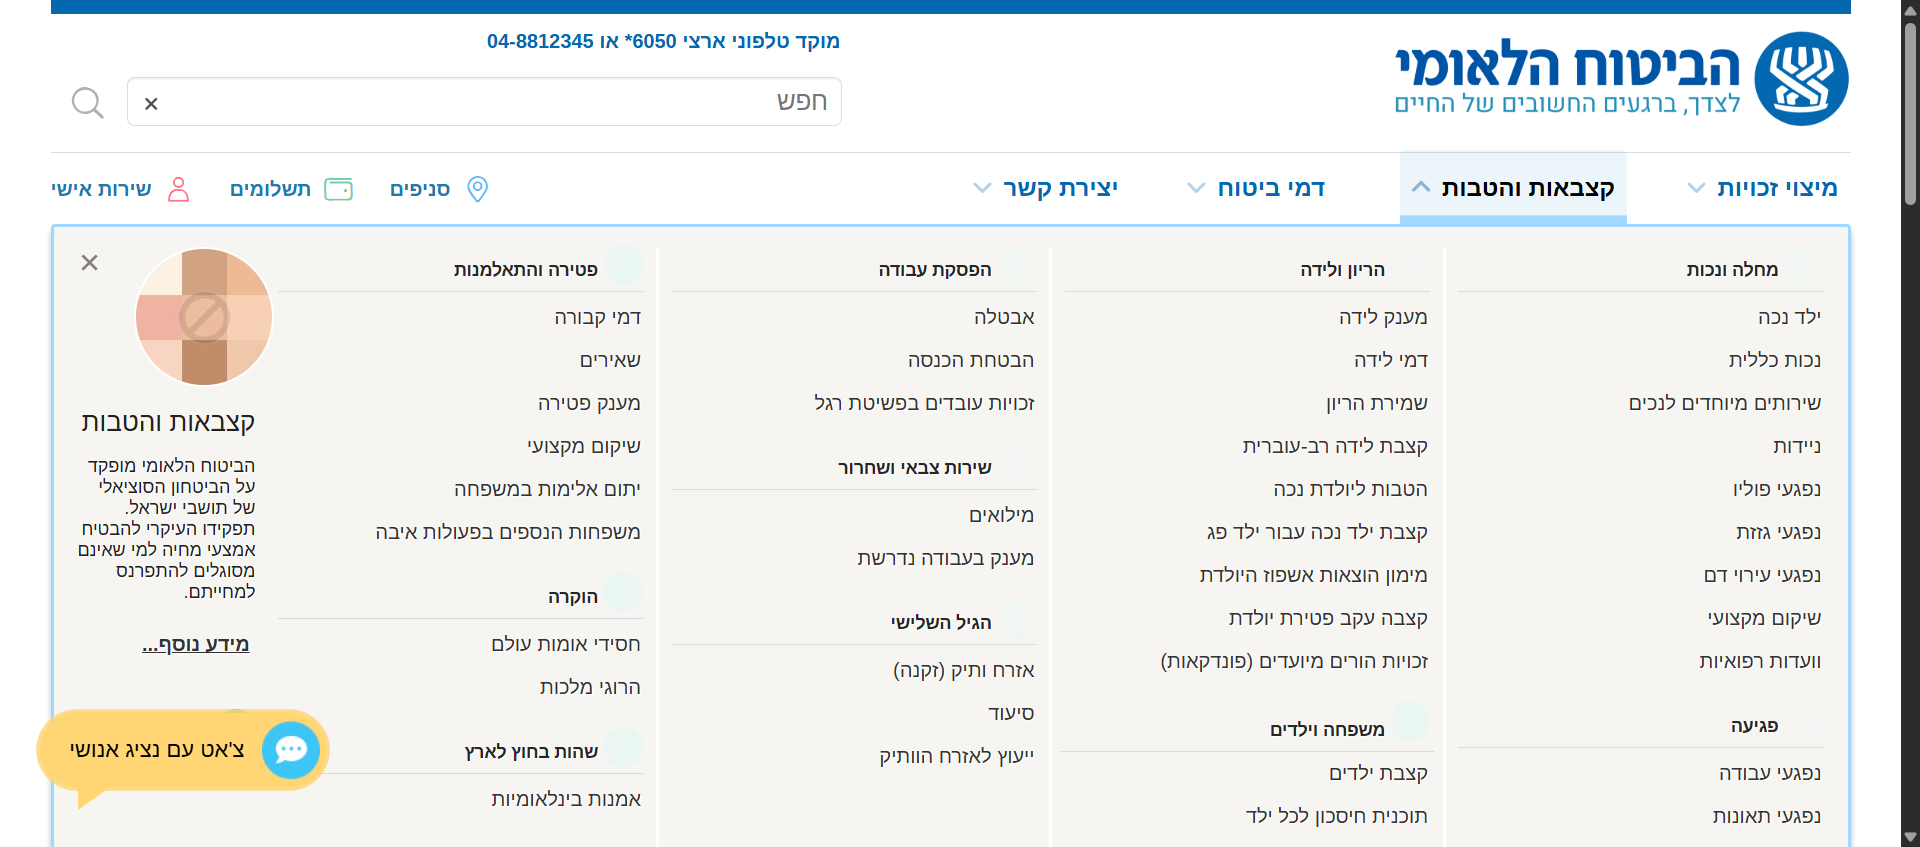 הביטוח הלאומי
לצדך, ברגעים החשובים של החיים
מוקד טלפוני ארצי 6050* או 04-8812345
חפש
מיצוי זכויות
קצבאות והטבות
דמי ביטוח
יצירת קשר
סניפים
תשלומים
שירות אישי
מחלה ונכות
ילד נכה
נכות כללית
שירותים מיוחדים לנכים
ניידות
נפגעי פוליו
נפגעי גזזת
נפגעי עירוי דם
שיקום מקצועי
וועדות רפואיות
פגיעה
נפגעי עבודה
נפגעי תאונות
הריון ולידה
מענק לידה
דמי לידה
שמירת הריון
קצבת לידה רב-עוברית
הטבות ליולדת נכה
קצבת ילד נכה עבור ילד פג
מימון הוצאות אשפוז היולדת
קצבה עקב פטירת יולדת
זכויות הורים מיועדים (פונדקאות)
משפחה וילדים
קצבת ילדים
תוכנית חיסכון לכל ילד
הפסקת עבודה
אבטלה
הבטחת הכנסה
זכויות עובדים בפשיטת רגל
שירות צבאי ושחרור
מילואים
מענק בעבודה נדרשת
הגיל השלישי
אזרח ותיק (זקנה)
סיעוד
ייעוץ לאזרח הוותיק
פטירה והתאלמנות
דמי קבורה
שאירים
מענק פטירה
שיקום מקצועי
יתום אלימות במשפחה
משפחות הנספים בפעולות איבה
הוקרה
חסידי אומות עולם
הרוגי מלכות
שהות בחוץ לארץ
אמנות בינלאומיות
קצבאות והטבות
הביטוח הלאומי מופקד
על הביטחון הסוציאלי
של תושבי ישראל.
תפקידו העיקרי להבטיח
אמצעי מחיה למי שאינם
מסוגלים להתפרנס
למחייתם.
מידע נוסף...
צ'אט עם נציג אנושי